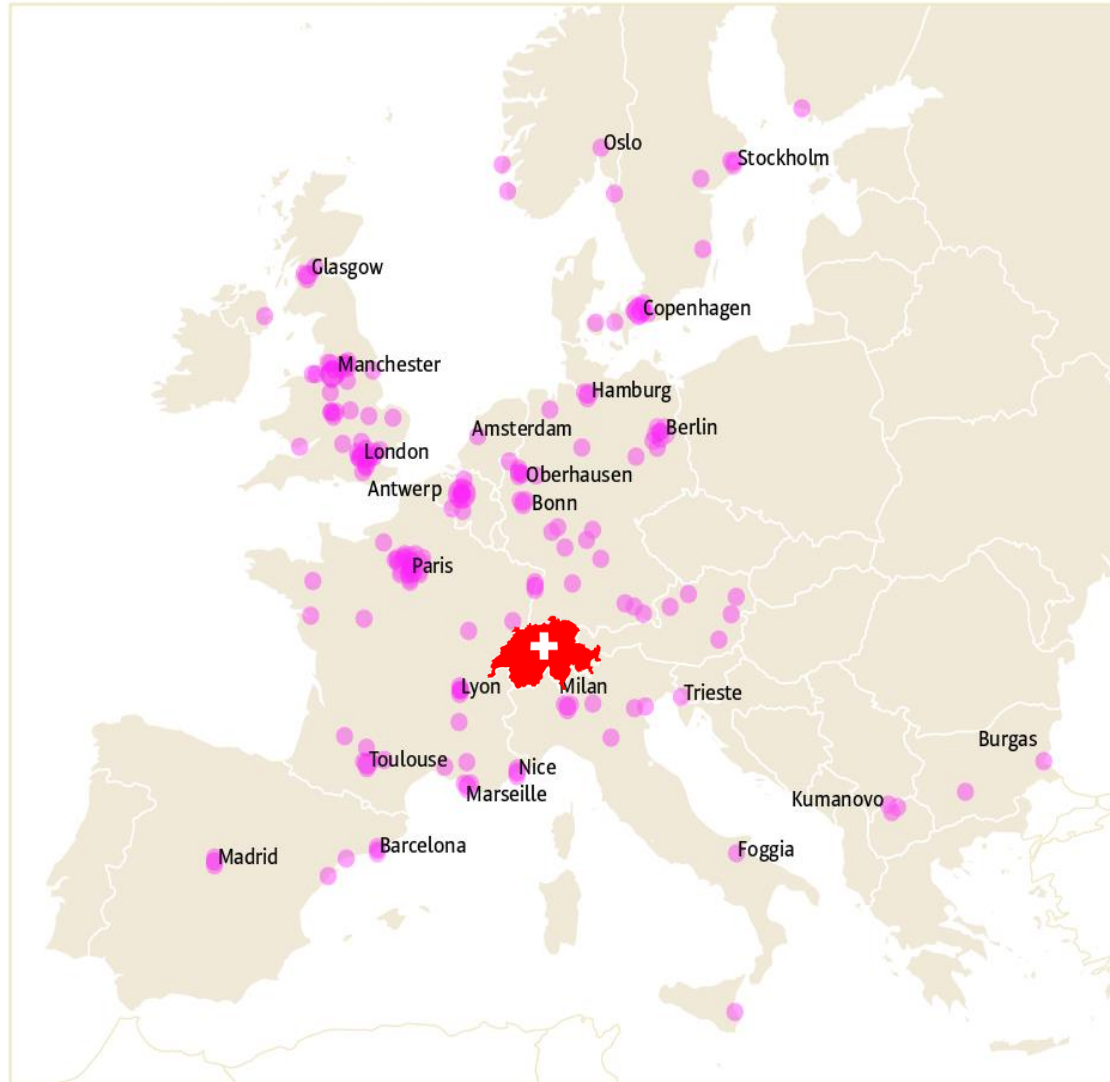 Oslo
Stockholm
Glasgow
Copenhagen
Manchester
Hamburg
Amsterdam
Berlin
London
Oberhausen
Antwerp
Bonn
Paris
Lyon
Milan
Trieste
Burgas
Toulouse
Nice
Marseille
Kumanovo
Barcelona
Foggia
Madrid